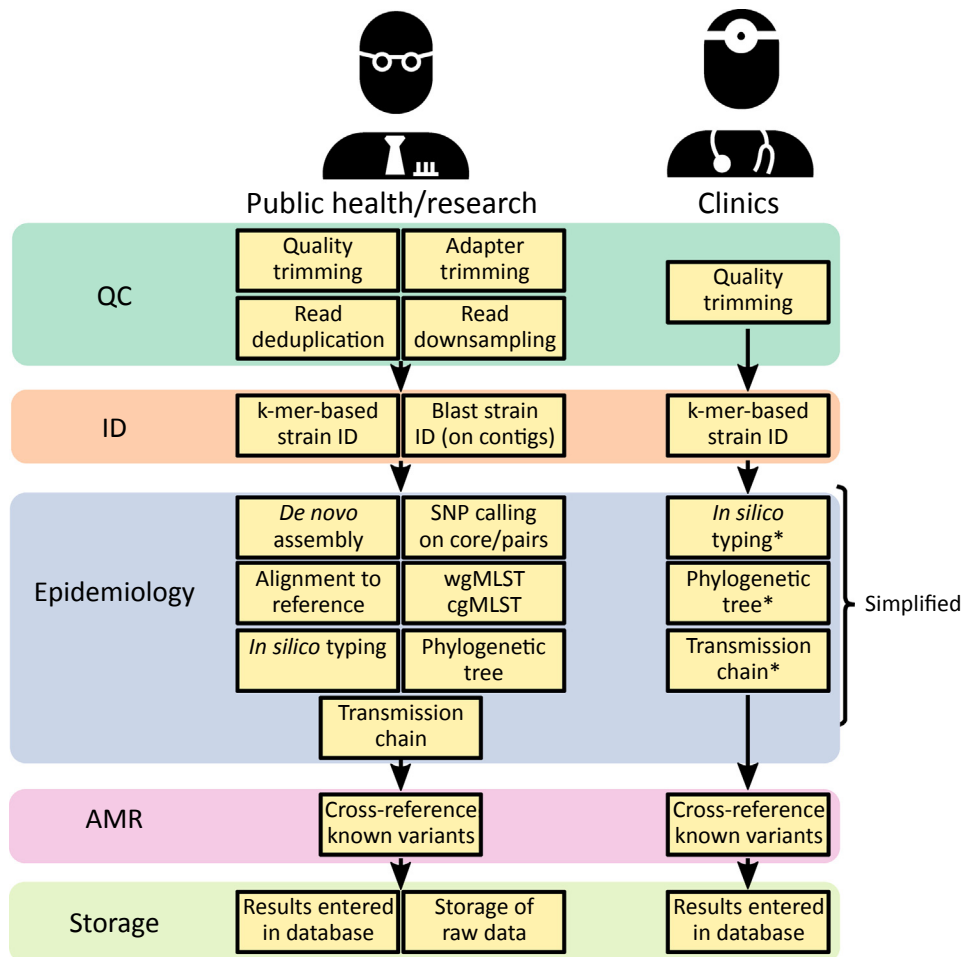 Public health/research
Clinics
QC
Quality
trimming
Adapter
trimming
Read
deduplication
Read
downsampling
Quality
trimming
ID
k-mer-based
strain ID
Blast strain
ID (on contigs)
k-mer-based
strain ID
Epidemiology
De novo
assembly
SNP calling
on core/pairs
Alignment to
reference
wgMLST
cgMLST
In silico typing
Phylogenetic
tree
Transmission
chain
In silico
typing*
Phylogenetic
tree*
Transmission
chain*
Simplified
AMR
Cross-reference
known variants
Cross-reference
known variants
Storage
Results entered
in database
Storage of
raw data
Results entered
in database